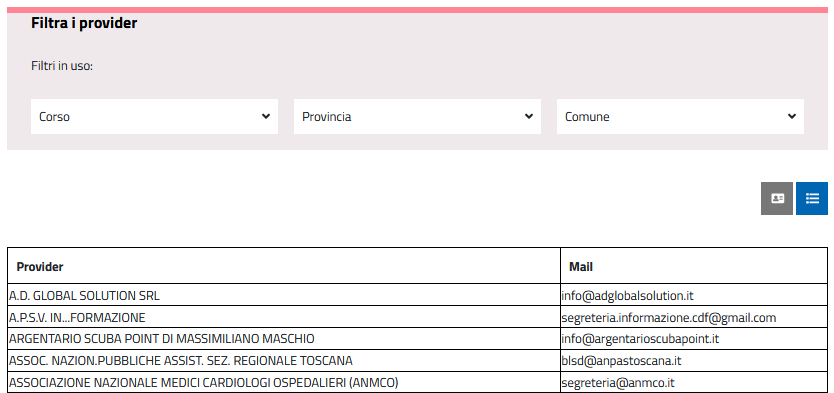 Filtra i provider
Filtri in uso:
Corso Provincia Comune
Provider Mail
A.D. GLOBAL SOLUTION SRL info@adglobalsolution.it
A.P.S.V. IN...FORMAZIONE segreteria.informazione.cdf@gmail.com
ARGENTARIO SCUBA POINT DI MASSIMILIANO MASCHIO info@argentarioscubapoint.it
ASSOC. NAZION.PUBBLICHE ASSIST. SEZ. REGIONALE TOSCANA blsd@anpastoscana.it
ASSOCIAZIONE NAZIONALE MEDICI CARDIOLOGI OSPEDALIERI (ANMCO) segreteria@anmco.it